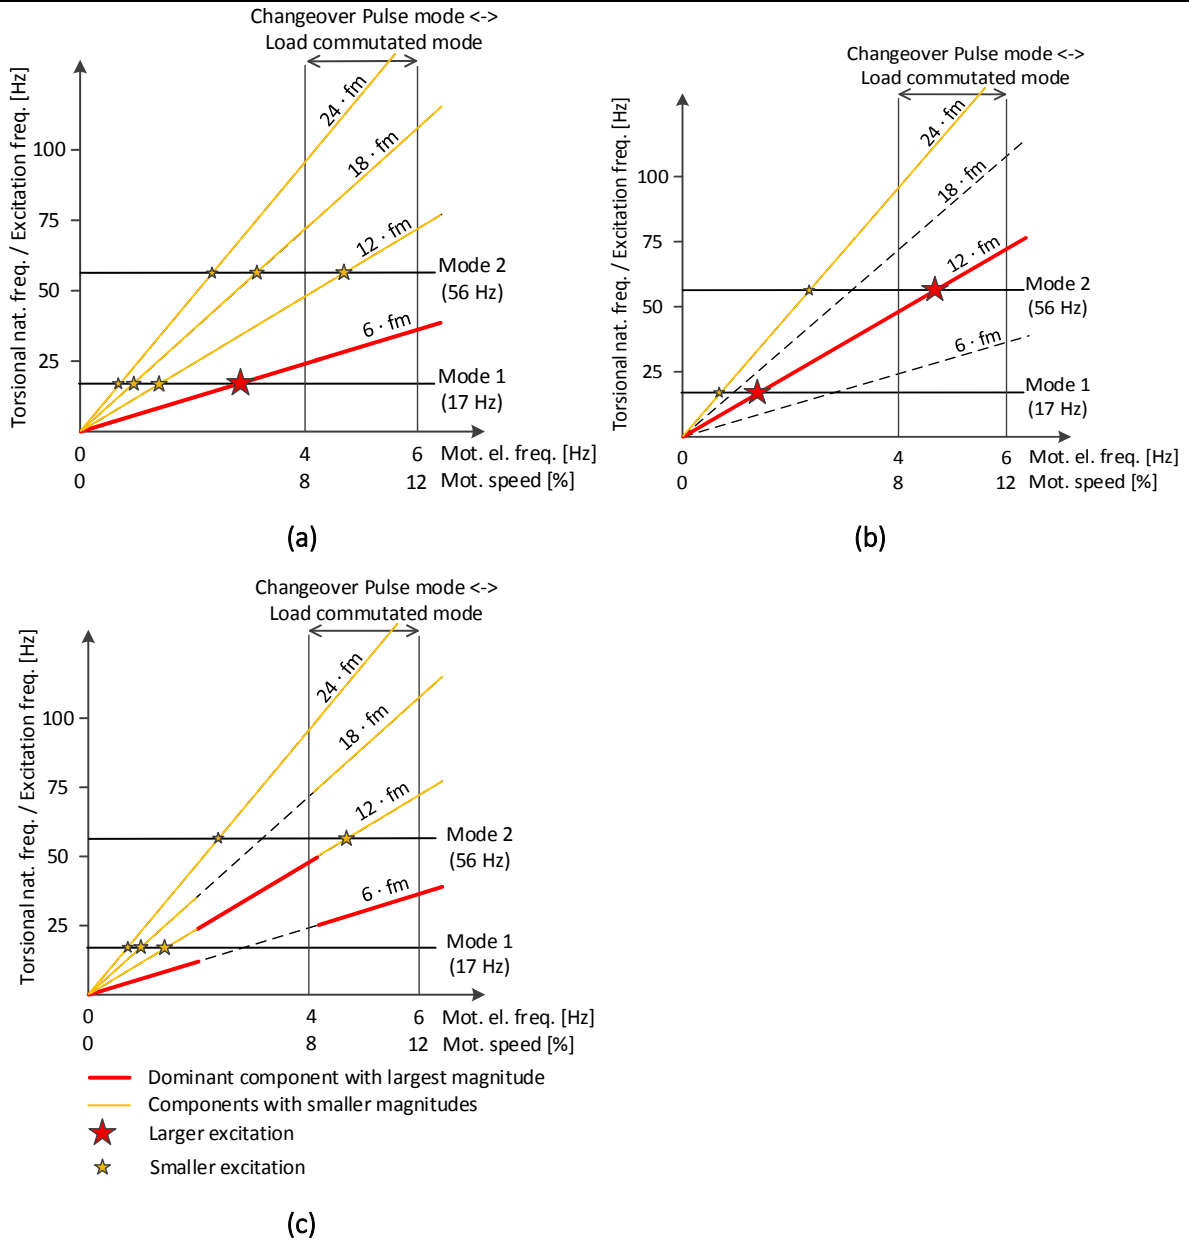 Changeover Pulse mode <->
Load commutated mode
Torsional nat. freq. / Excitation freq. [Hz]
24 · fm
18 · fm
12 · fm
6 · fm
100
75
50
25
Mode 2
(56 Hz)
Mode 1
(17 Hz)
0 4 6 Mot. el. freq. [Hz]
0 8 12 Mot. speed [%]
(a)
Changeover Pulse mode <->
Load commutated mode
Torsional nat. freq. / Excitation freq. [Hz]
24 · fm
18 · fm
12 · fm
6 · fm
100
75
50
25
Mode 2
(56 Hz)
Mode 1
(17 Hz)
0 4 6 Mot. el. freq. [Hz]
0 8 12 Mot. speed [%]
(b)
Changeover Pulse mode <->
Load commutated mode
Torsional nat. freq. / Excitation freq. [Hz]
24 · fm
18 · fm
12 · fm
6 · fm
100
75
50
25
Mode 2
(56 Hz)
Mode 1
(17 Hz)
0 4 6 Mot. el. freq. [Hz]
0 8 12 Mot. speed [%]
Dominant component with largest magnitude
Components with smaller magnitudes
Larger excitation
Smaller excitation
(c)